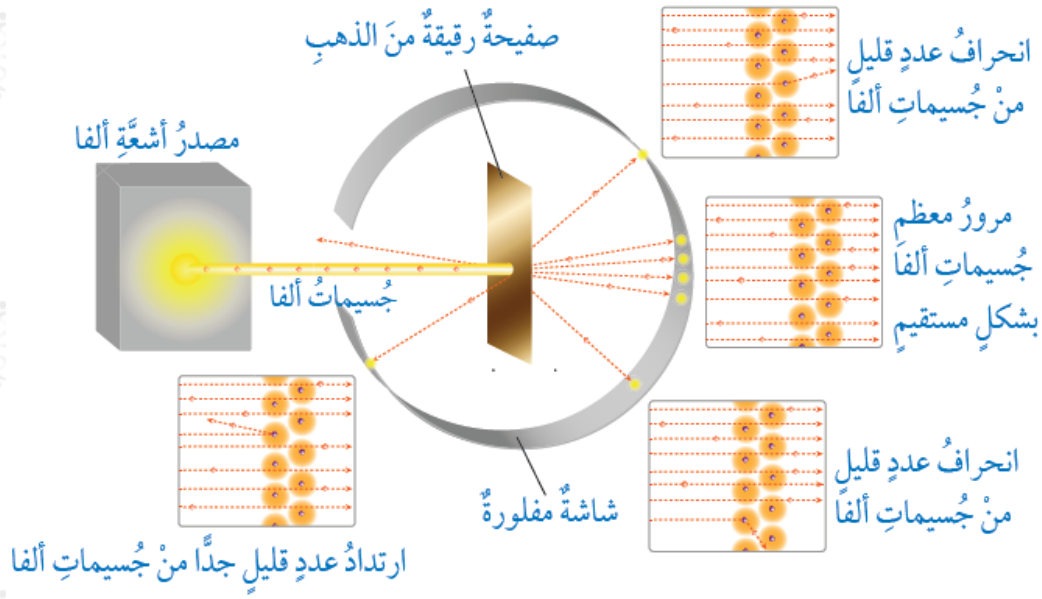 صفيحةٌ رقيقةٌ منَ الذهبِ
انحرافُ عددٍ قليلٍ
منْ جُسيماتِ ألفا
مصدرُ أشعَّةِ ألفا
مرورُ معظمِ
جُسيماتِ ألفا
بشكلٍ مستقيمٍ
جُسيماتُ ألفا
انحرافُ عددٍ قليلٍ
منْ جُسيماتِ ألفا
شاشةٌ مفلورةٌ
ارتدادُ عددٍ قليلٍ جدًّا منْ جُسيماتِ ألفا